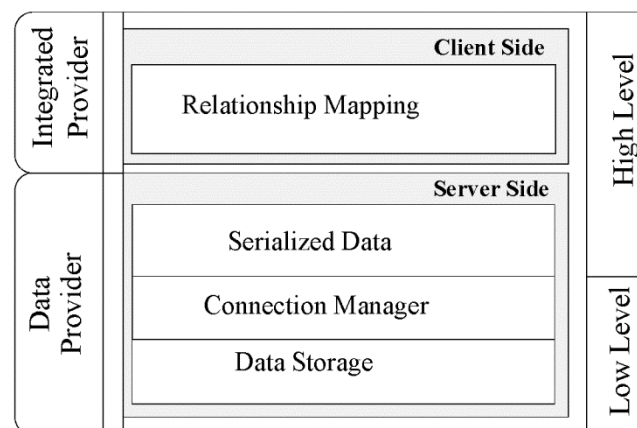 Integrated
Provider
Client Side
Relationship Mapping
High Level
Data
Provider
Server Side
Serialized Data
Connection Manager
Data Storage
Low Level